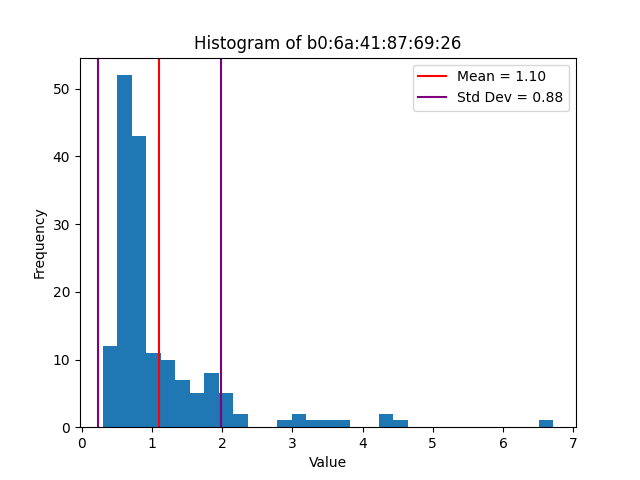 Histogram of b0:6a:41:87:69:26
Mean = 1.10
Std Dev = 0.88
50
40
30
20
10
0
Frequency
0 1 2 3 4 5 6 7
Value